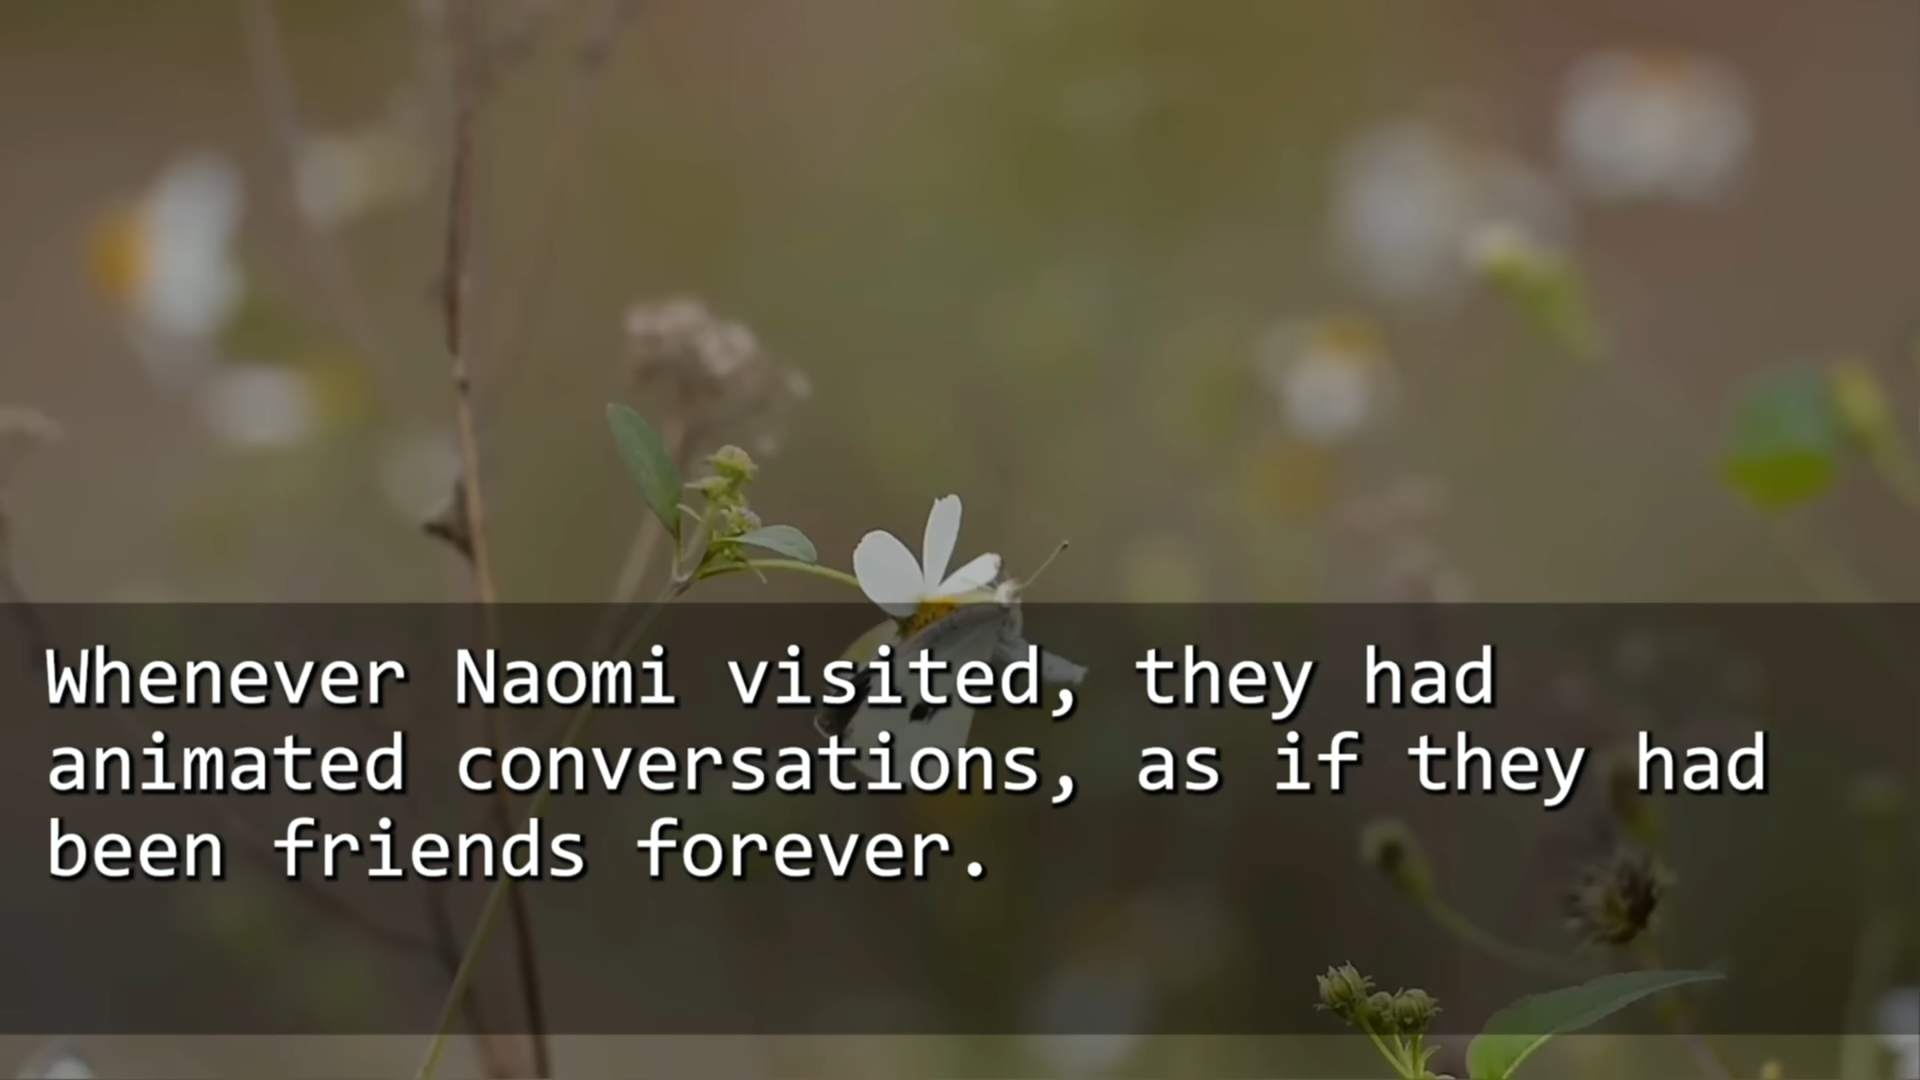 Whenever Naomi visited, they had
animated conversations, as if they had
been friends forever.